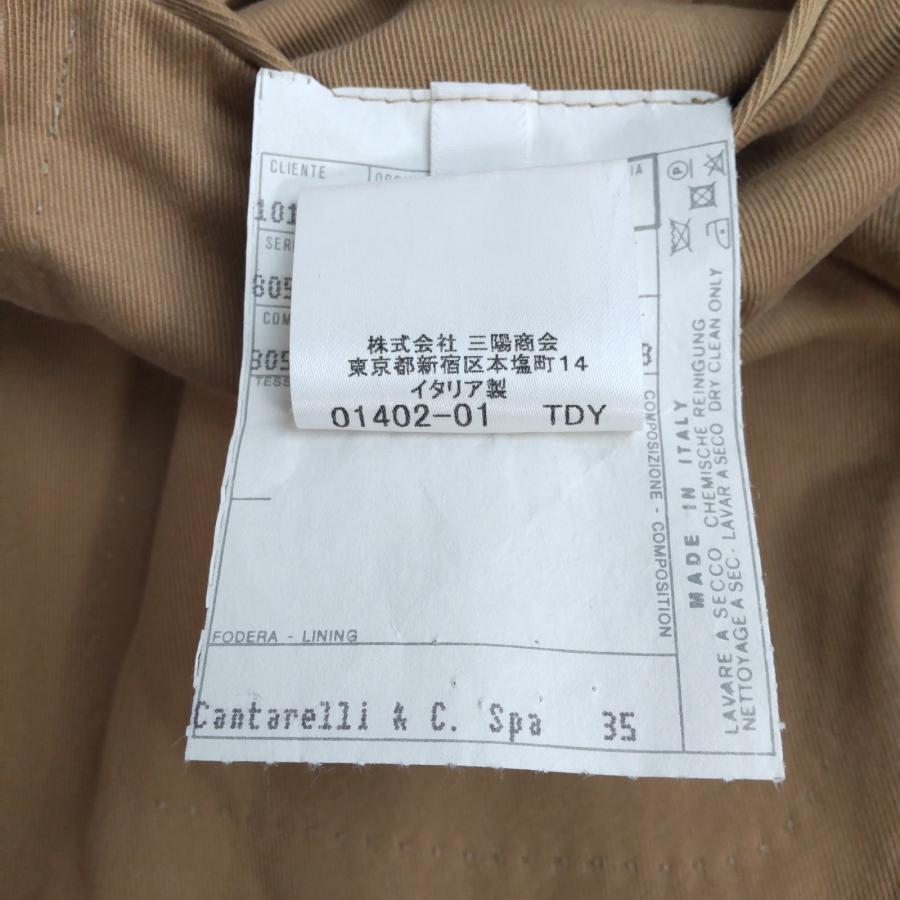 CLIENTE
101
SERI
COM
TESS
株式会社 三陽商会
東京都新宿区本塩町14
イタリア製
01402-01 TDY
FODERA - LINING
Cantarelli & C. Spa 35
COMPOSIZIONE - COMPOSITION
MADE IN ITALY
LAVARE A SECCO CHEMISCHE REINIGUNG
NETTOYAGE A SEC - LAVAR A SECO DRY CLEAN ONLY
P